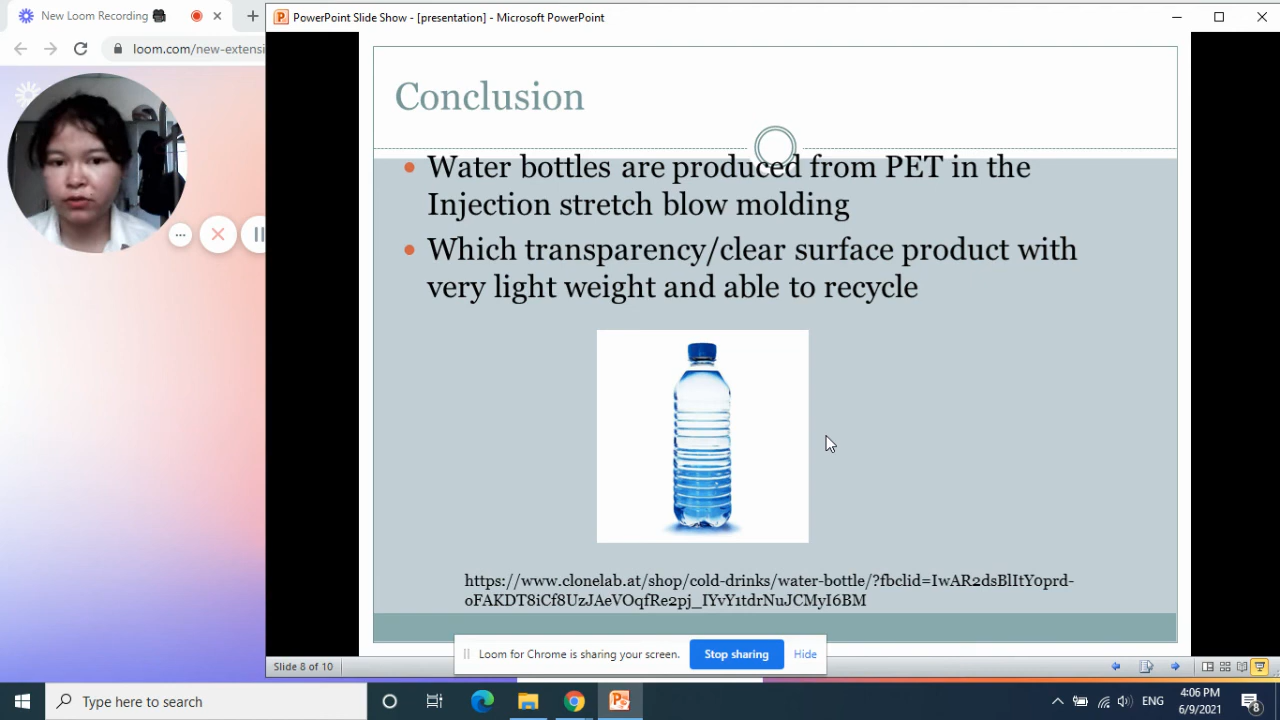 New Loom Recording
PowerPoint Slide Show - [presentation] - Microsoft PowerPoint
loom.com/new-extensi
Conclusion
Water bottles are produced from PET in the
Injection stretch blow molding
Which transparency/clear surface product with
very light weight and able to recycle
https://www.clonelab.at/shop/cold-drinks/water-bottle/?fbclid=IwAR2dsBlItYoprd-
oFAKDT8iCf8UzJAeVOqfRe2pj_IYvY1tdrNuJCMyI6BM
Loom for Chrome is sharing your screen. Stop sharing Hide
Slide 8 of 10
Type here to search
ENG
4:06 PM
6/9/2021
8